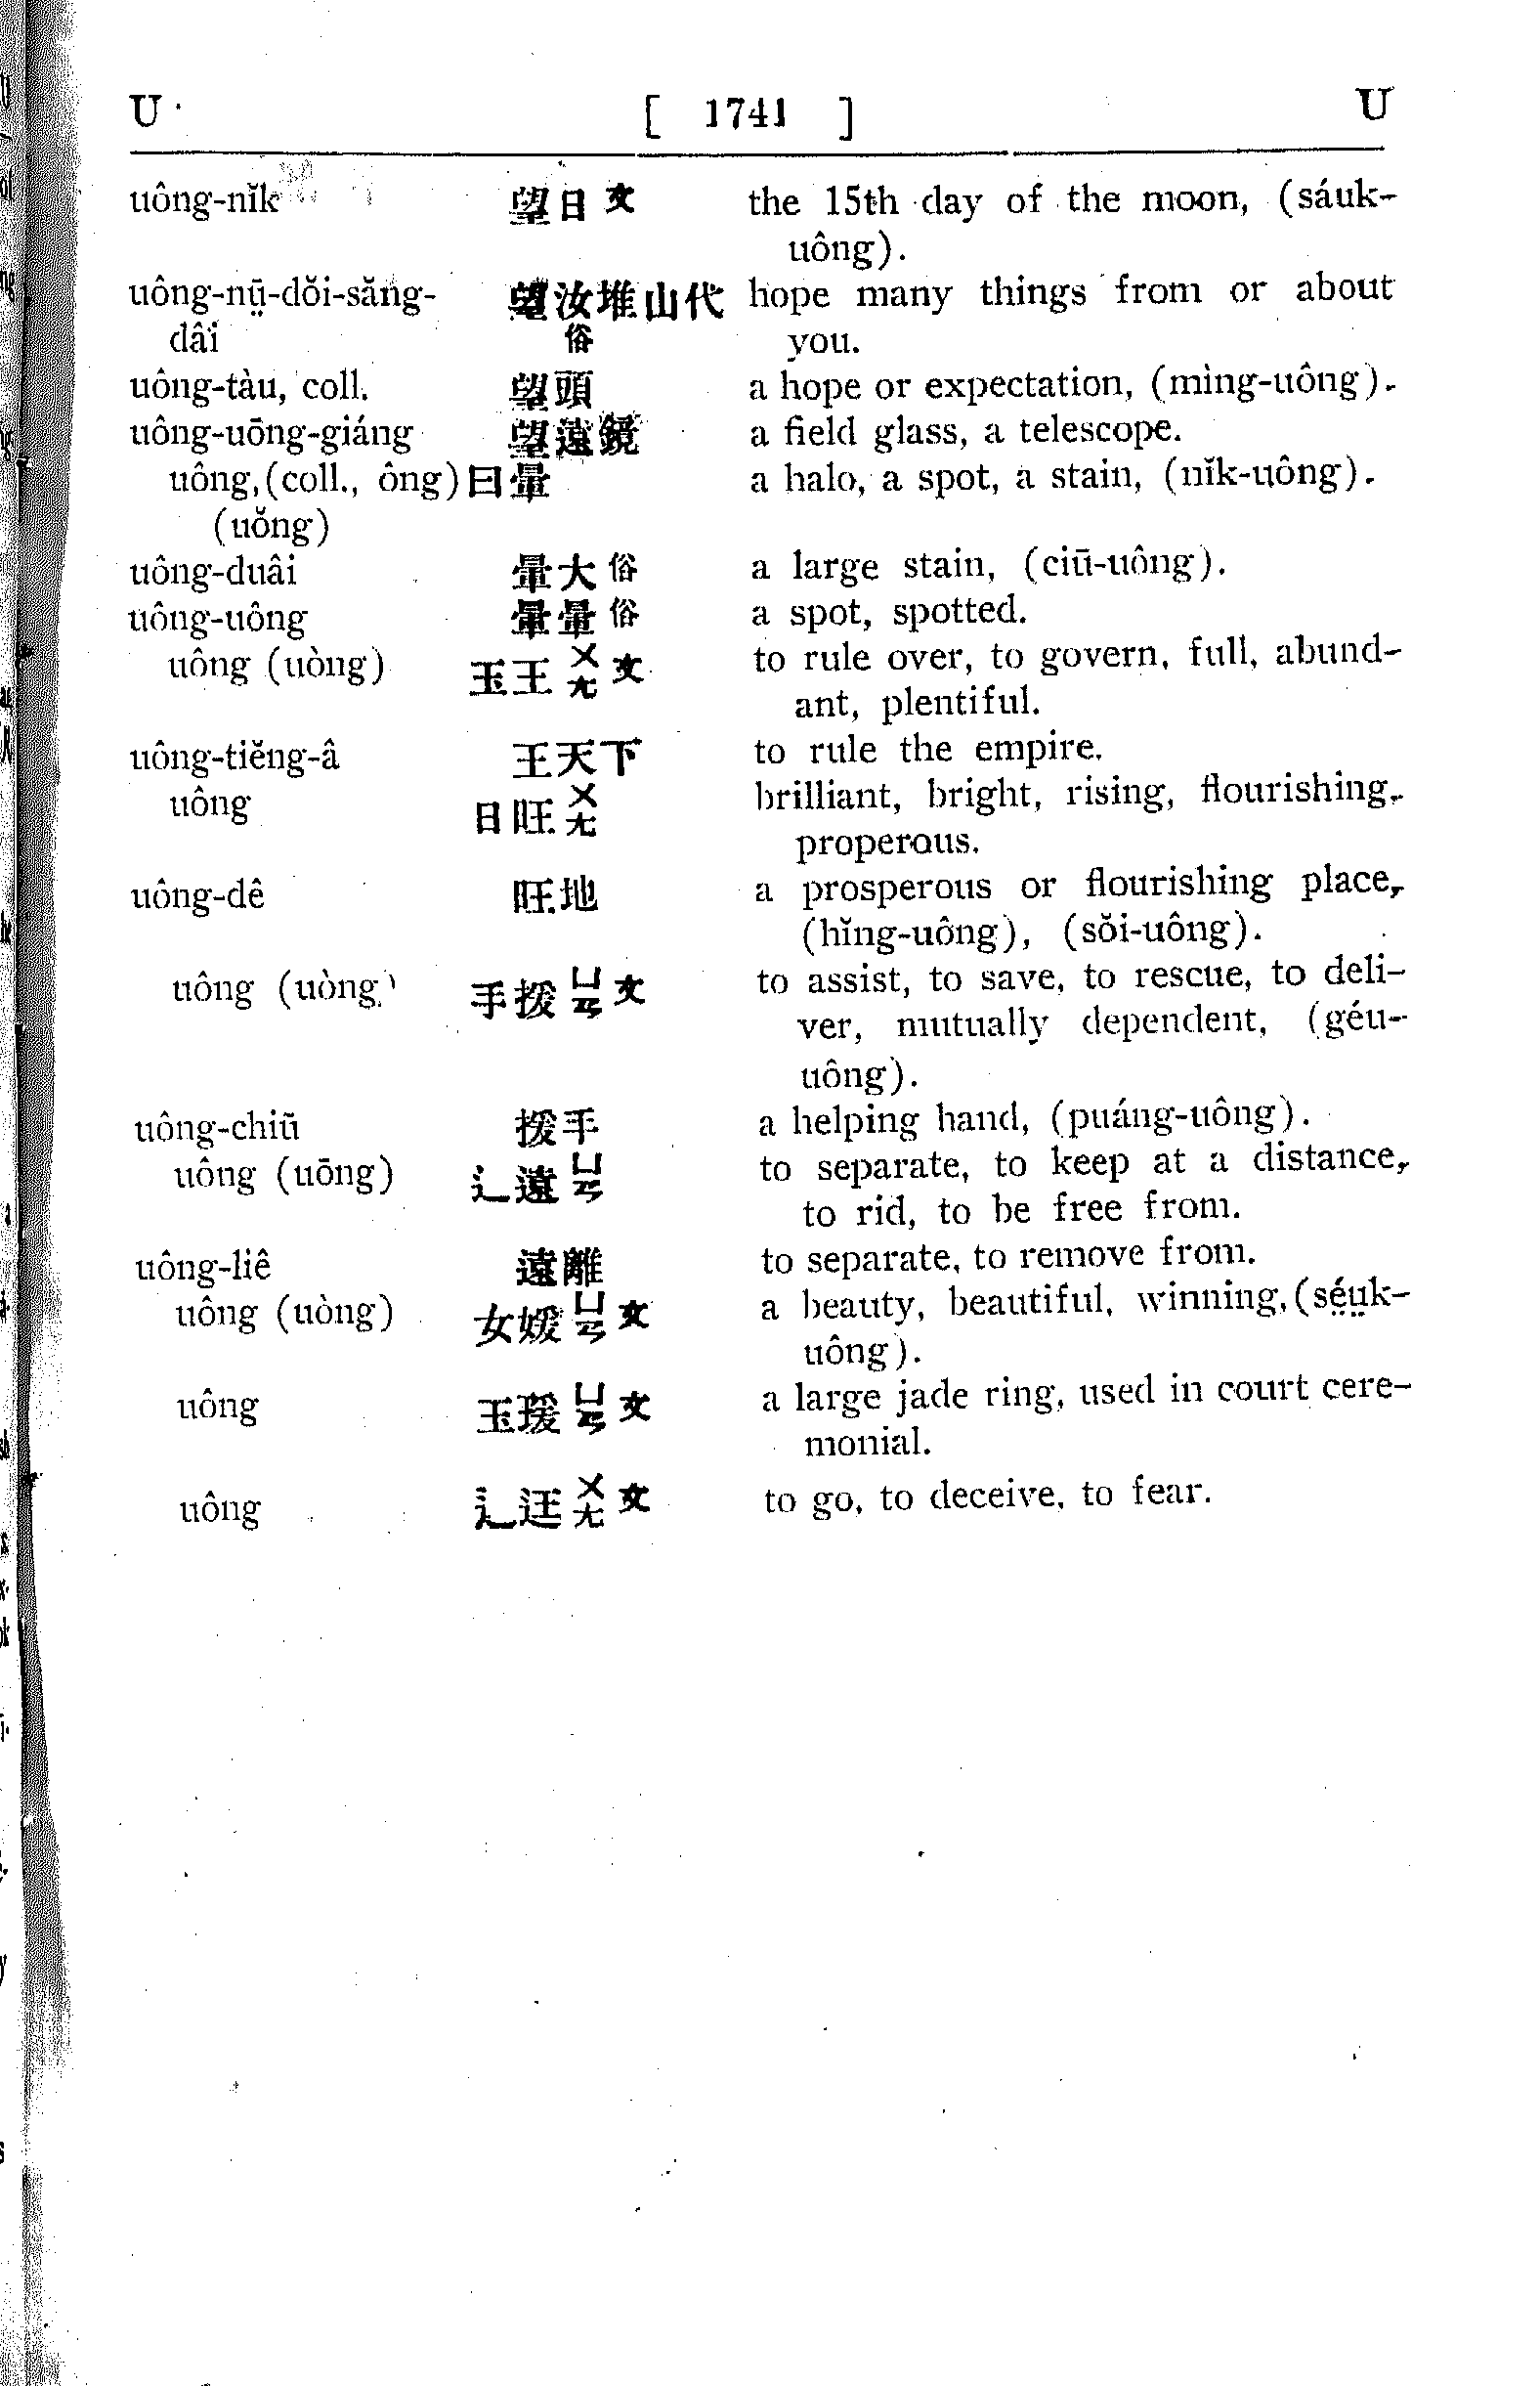 U [ 1741 ] U
uông-nĭk 望日 文 the 15th day of the moon, (sáuk-
uông).
uông-nṳ̄-dŏi-săng- 望汝堆山代 hope many things from or about
dâi 俗 you.
uông-tàu, coll. 望頭 a hope or expectation, (mìng-uông).
uông-uōng-giáng 望遠鏡 a field glass, a telescope.
uông,(coll., ông) 日暈 a halo, a spot, a stain, (nĭk-uông).
(uŏng)
uông-duâi 暈大 俗 a large stain, (ciū-uông).
uông-uông 暈暈 俗 a spot, spotted.
uông (uòng) 玉王 ㄨㄤ 文 to rule over, to govern, full, abund-
ant, plentiful.
uông-tiĕng-â 王天下 to rule the empire.
uông 日旺 ㄨㄤ brilliant, bright, rising, flourishing,
properous.
uông-dê 旺地 a prosperous or flourishing place,
(hĭng-uông), (sŏi-uông).
uông (uòng) 手援 ㄩㄢ 文 to assist, to save, to rescue, to deli-
ver, mutually dependent, (géu-
uông).
uông-chiū 援手 a helping hand, (puáng-uông).
uông (uōng) 辶遠 ㄩㄢ to separate, to keep at a distance,
to rid, to be free from.
uông-liê 遠離 to separate, to remove from.
uông (uòng) 女媛 ㄩㄢ 文 a beauty, beautiful, winning, (sé̤ṳk-
uông).
uông 玉瑗 ㄩㄢ 文 a large jade ring, used in court cere-
monial.
uông 辶迋 ㄨㄤ 文 to go, to deceive, to fear.